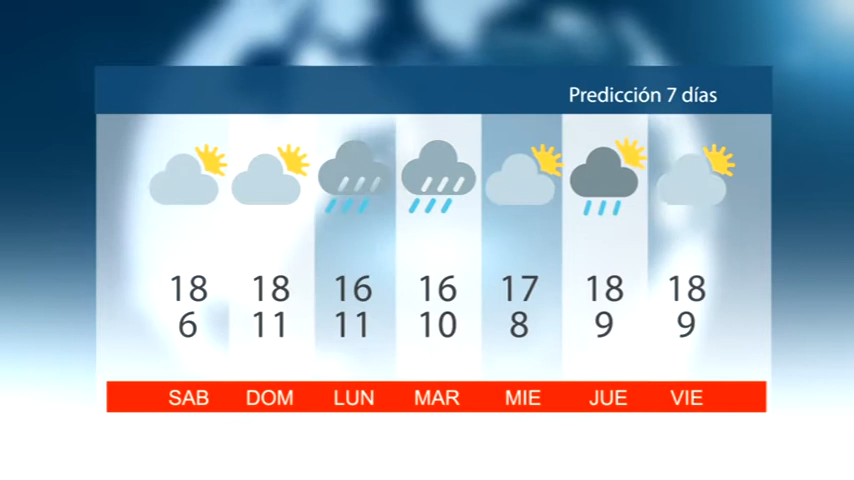 Predicción 7 días
18 18 16 16 17 18 18
6 11 11 10 8 9 9
SAB DOM LUN MAR MIE JUE VIE